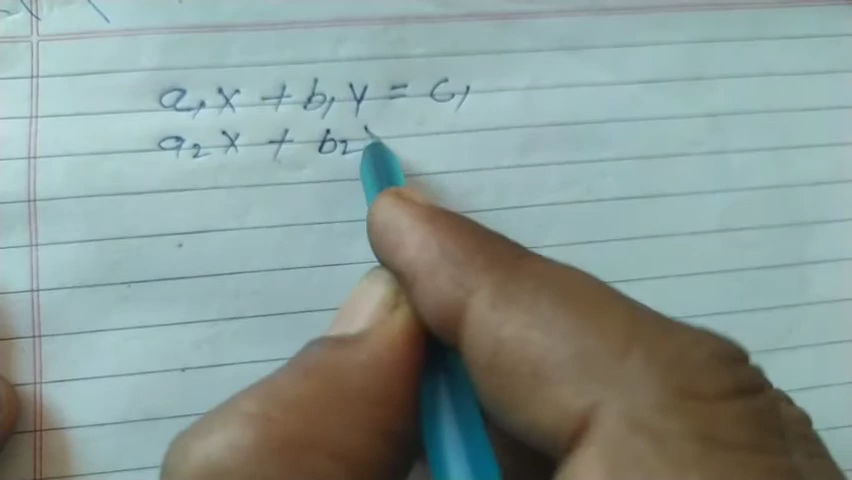 a₁x + b₁y = c₁
a₂x + b₂